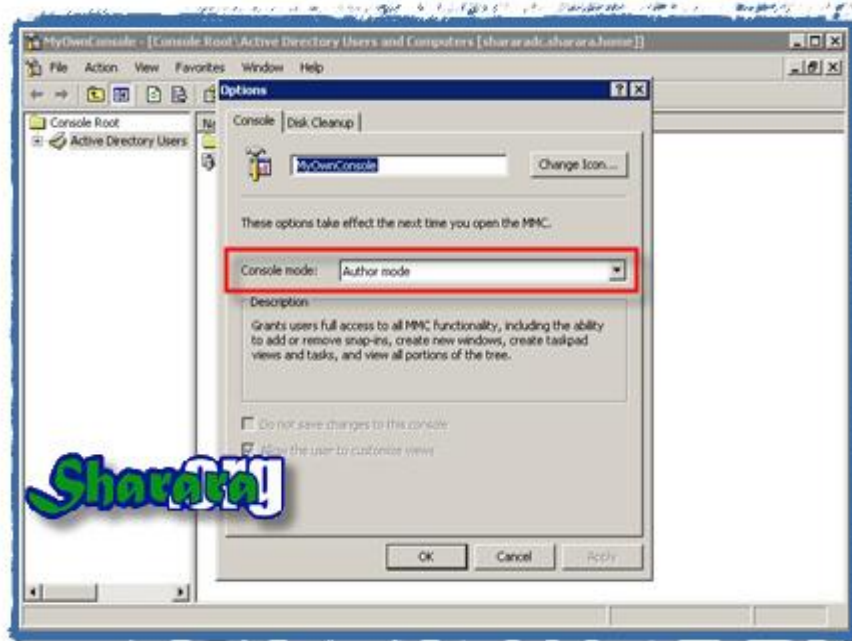 MyOwnConsole - [Console Root\Active Directory Users and Computers [shararadc.sharara.home]]
File Action View Favorites Window Help
Options
Console Root
Active Directory Users
Console
Disk Cleanup
MyOwnConsole
Change Icon...
These options take effect the next time you open the MMC.
Console mode:
Author mode
Description
Grants users full access to all MMC functionality, including the ability
to add or remove snap-ins, create new windows, create taskpad
views and tasks, and view all portions of the tree.
Do not save changes to this console
Allow the user to customize views
Sharara.org
OK
Cancel
Apply